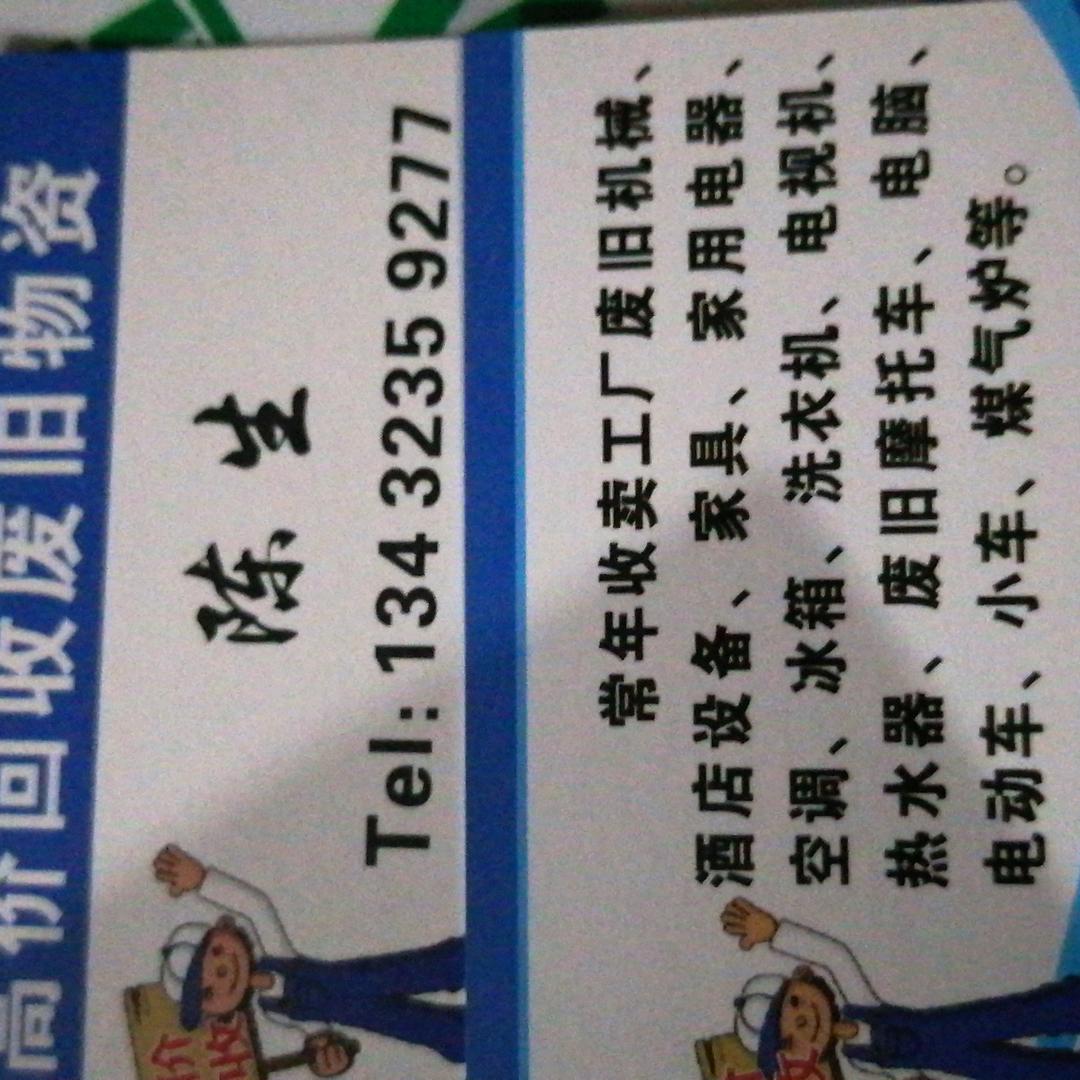 高价回收废旧物资
陈生
Tel: 134 3235 9277
价
收
常年收卖工厂废旧机械、
酒店设备、家具、家用电器、
空调、冰箱、洗衣机、电视机、
热水器、废旧摩托车、电脑、
电动车、小车、煤气炉等。